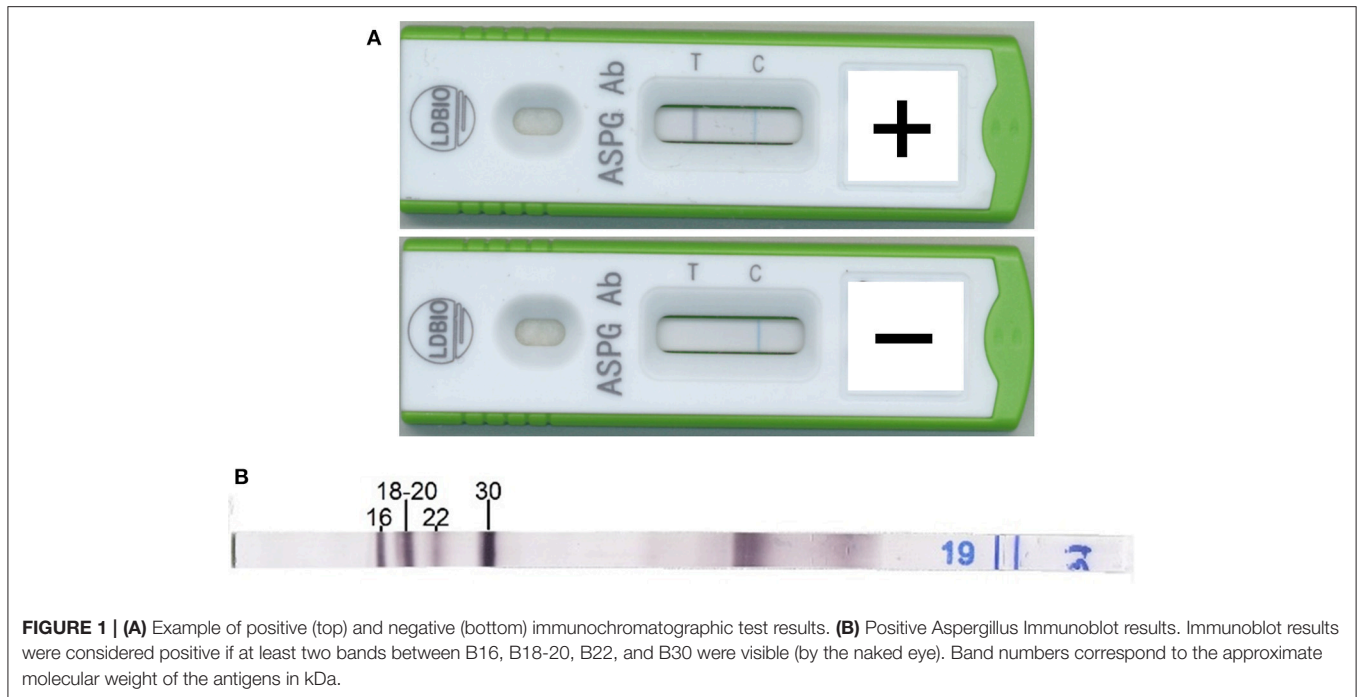 A
T C
LDBIO
ASPG Ab
+
T C
LDBIO
ASPG Ab
−
B
18-20 30
16 22
19
FIGURE 1 | (A) Example of positive (top) and negative (bottom) immunochromatographic test results. (B) Positive Aspergillus Immunoblot results. Immunoblot results
were considered positive if at least two bands between B16, B18-20, B22, and B30 were visible (by the naked eye). Band numbers correspond to the approximate
molecular weight of the antigens in kDa.